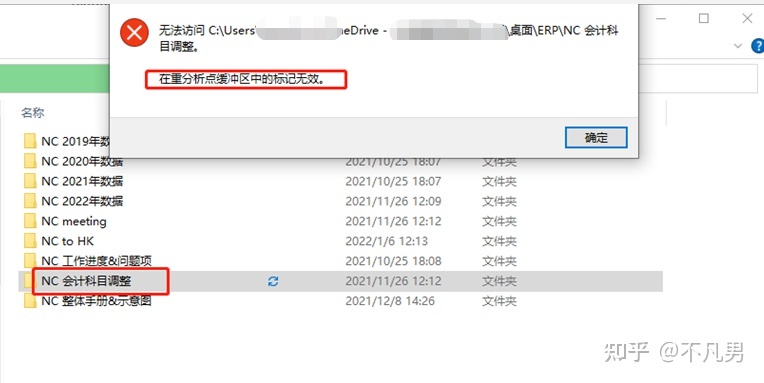 无法访问 C:\Users\ neDrive - \桌面\ERP\NC 会计科
目调整。
在重分析点缓冲区中的标记无效。
确定
名称
NC 2019年数
NC 2020年数据 2021/10/25 18:07 文件夹
NC 2021年数据 2021/10/25 18:07 文件夹
NC 2022年数据 2021/11/26 12:09 文件夹
NC meeting 2021/11/26 12:12 文件夹
NC to HK 2022/1/6 12:13 文件夹
NC 工作进度&问题项 2021/10/25 18:08 文件夹
NC 会计科目调整 2021/11/26 12:12 文件夹
NC 整体手册&示意图 2021/12/8 14:26 文件夹
知乎 @不凡男